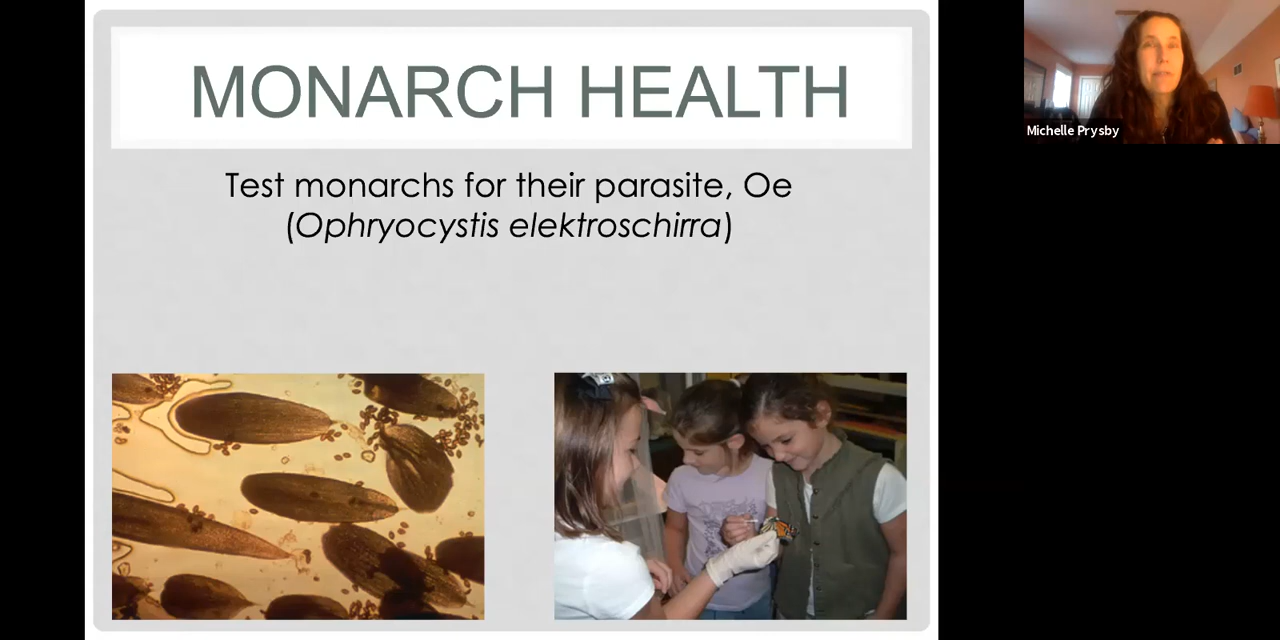 MONARCH HEALTH
Test monarchs for their parasite, Oe
(Ophryocystis elektroschirra)
Michelle Prysby